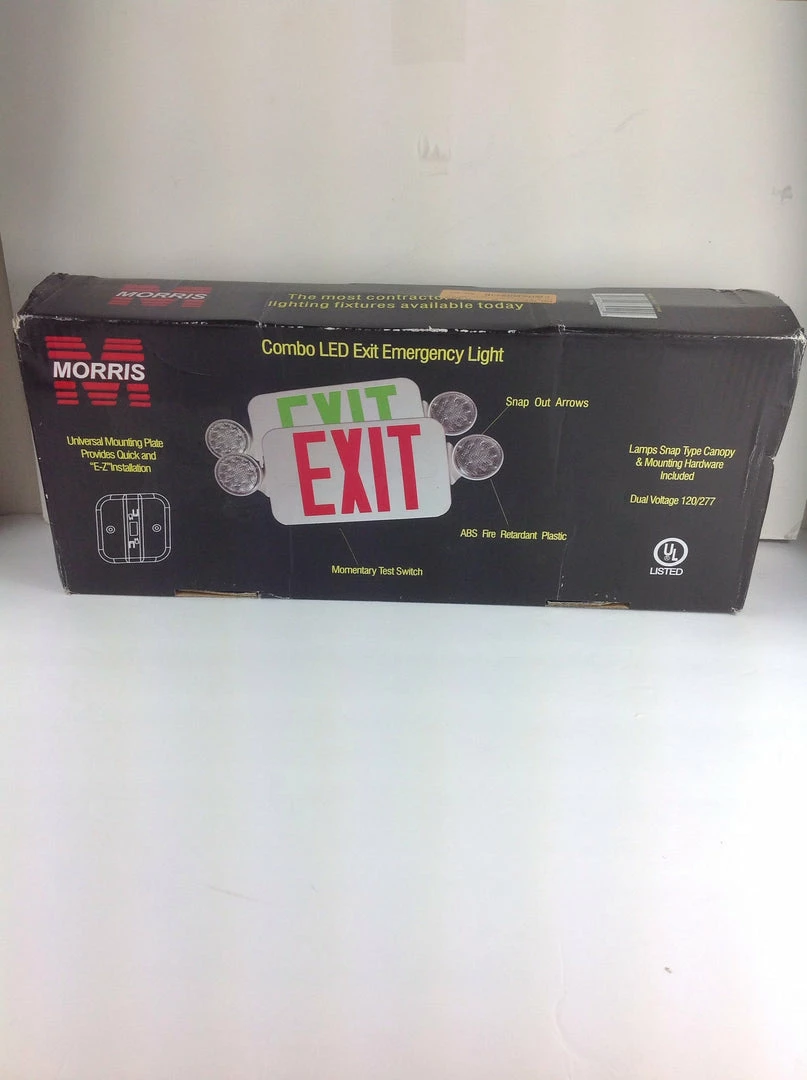 MORRIS
The most contractor
lighting fixtures available today
MORRIS
Combo LED Exit Emergency Light
Universal Mounting Plate
Provides Quick and
"E-Z"Installation
EXIT
EXIT
Snap Out Arrows
ABS Fire Retardant Plastic
Momentary Test Switch
Lamps Snap Type Canopy
& Mounting Hardware
Included
Dual Voltage 120/277
UL
LISTED